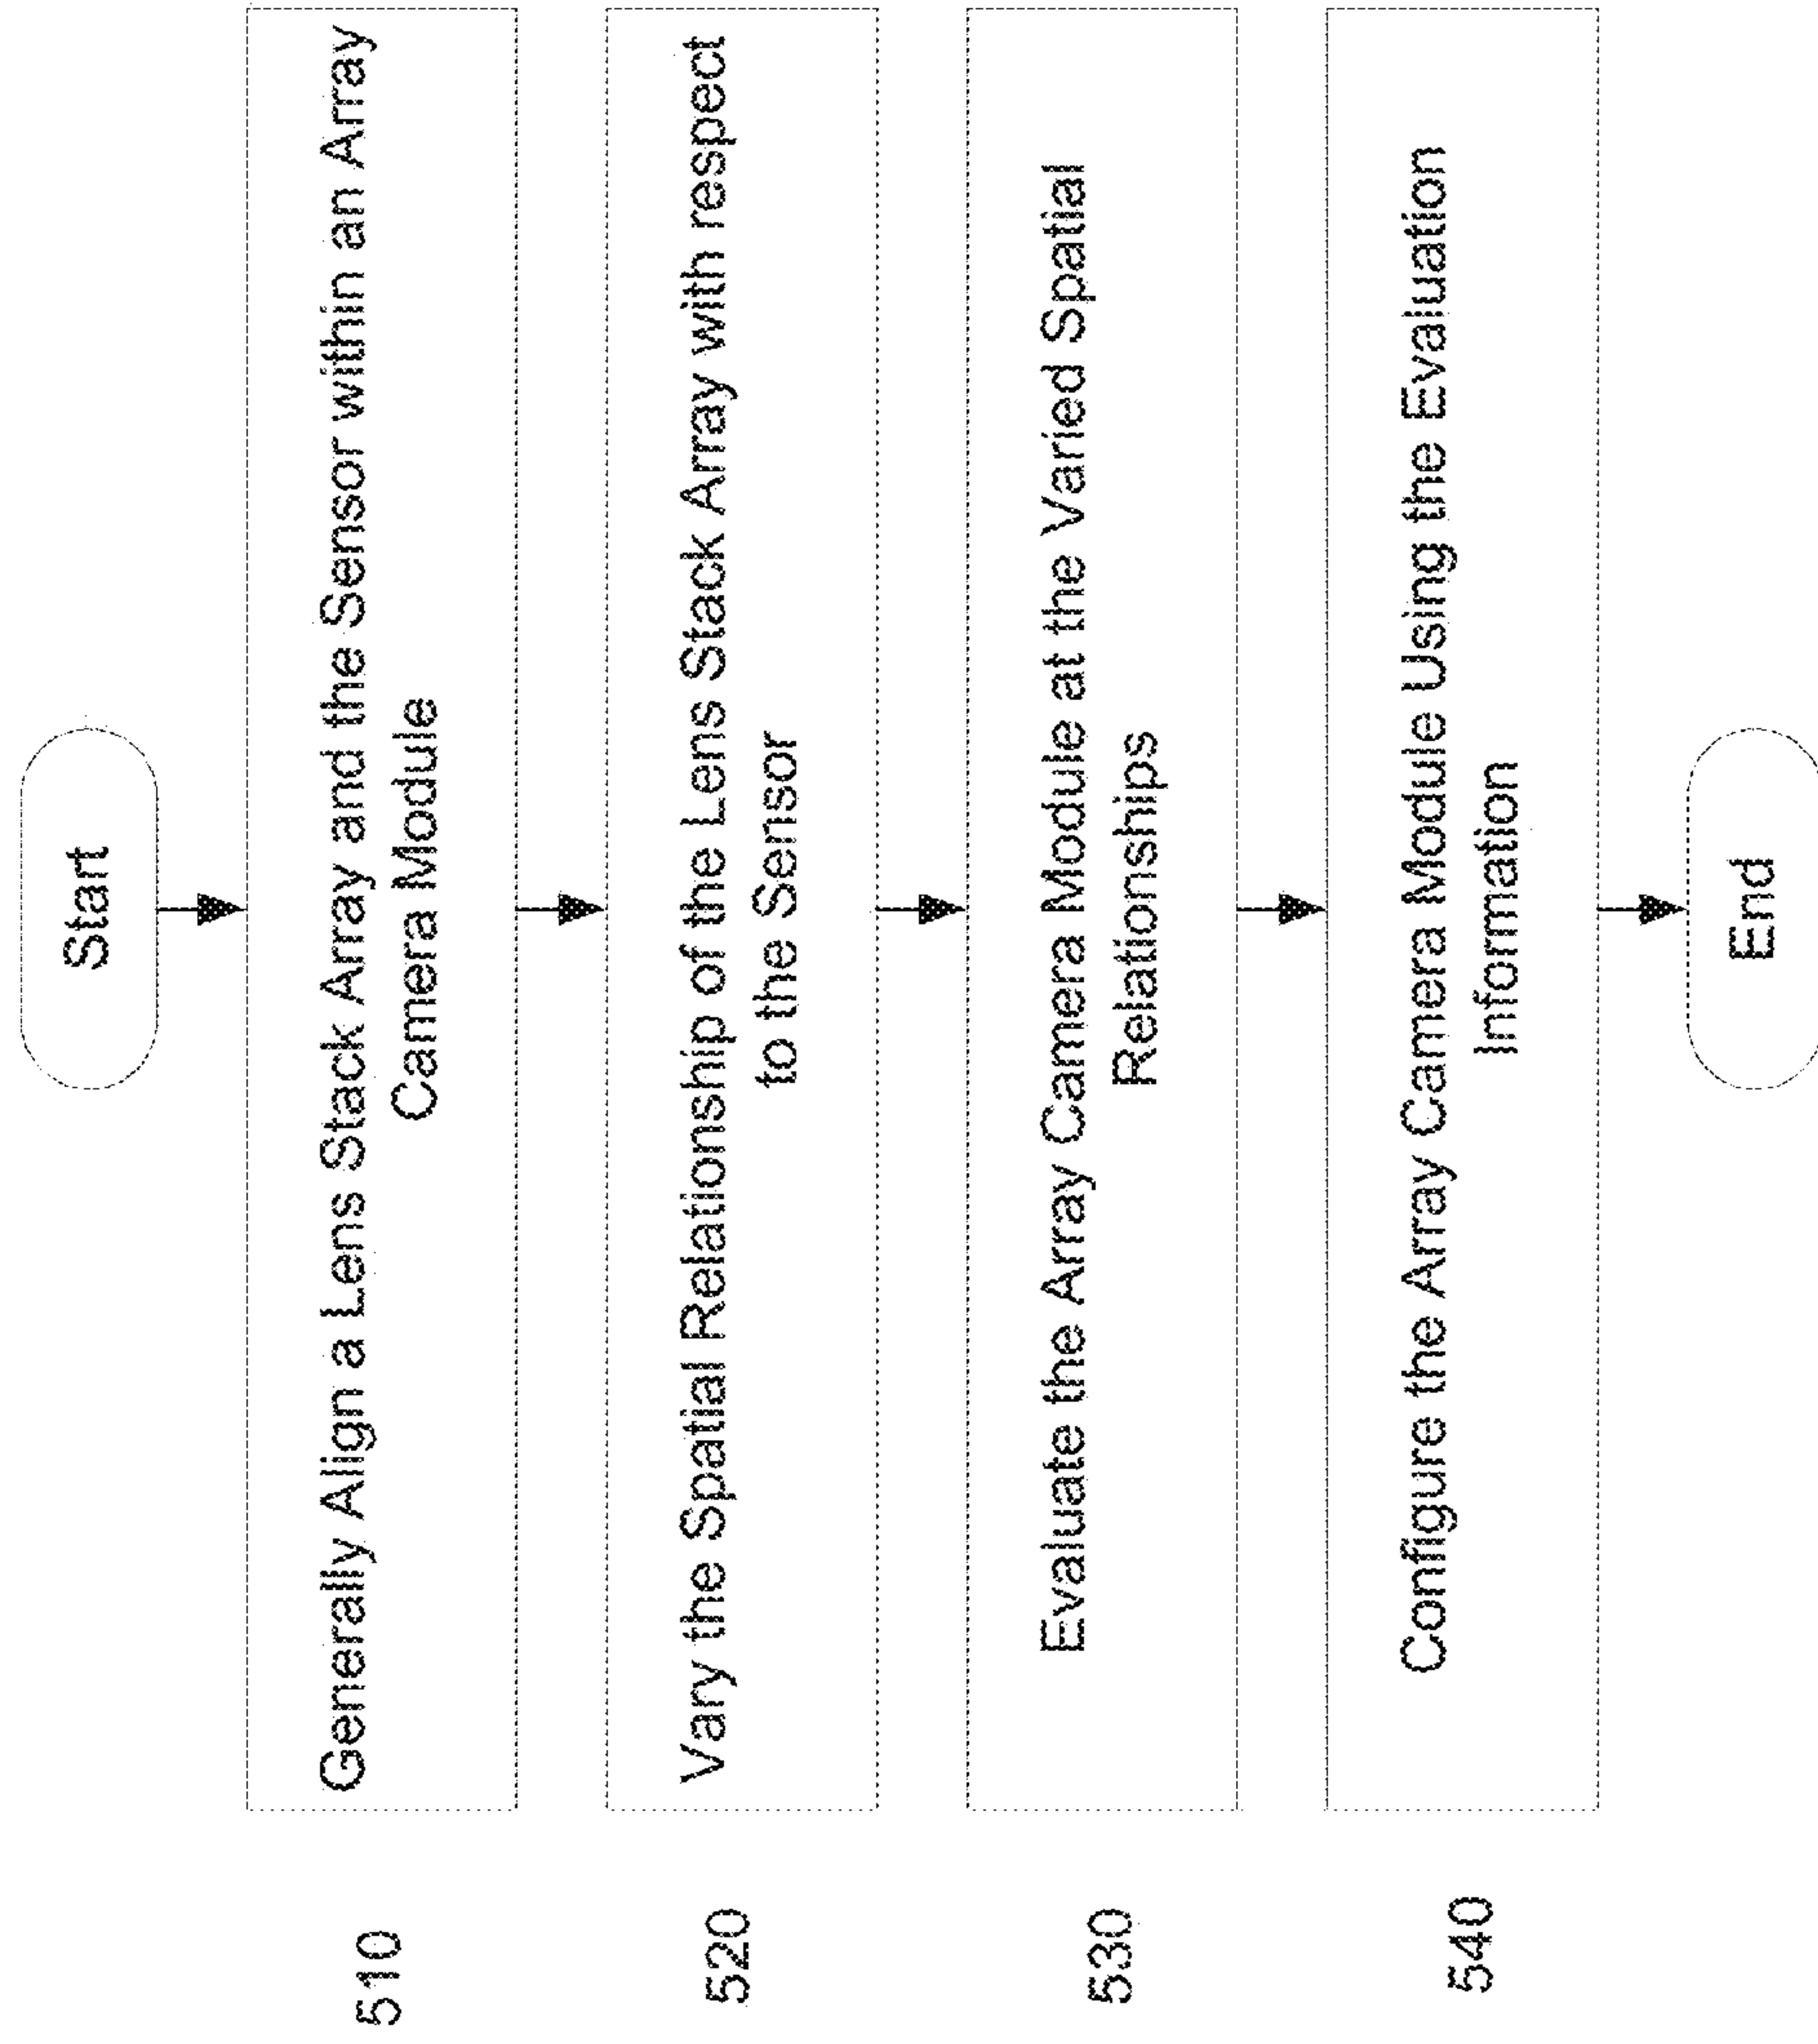 Start
510
Generally Align a Lens Stack Array and the Sensor within an Array
Camera Module
520
Vary the Spatial Relationship of the Lens Stack Array with respect
to the Sensor
530
Evaluate the Array Camera Module at the Varied Spatial
Relationships
540
Configure the Array Camera Module Using the Evaluation
Information
End